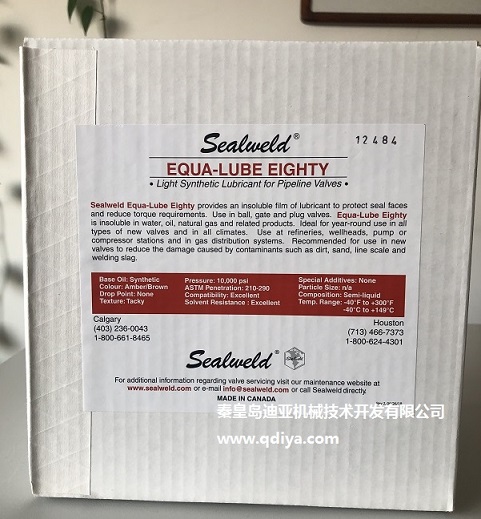 Sealweld®
12484
EQUA-LUBE EIGHTY
• Light Synthetic Lubricant for Pipeline Valves •
Sealweld Equa-Lube Eighty provides an insoluble film of lubricant to protect seal faces
and reduce torque requirements. Use in ball, gate and plug valves. Equa-Lube Eighty
is insoluble in water, oil, natural gas and related products. Ideal for year-round use in all
types of new valves and in all climates. Use at refineries, wellheads, pump or
compressor stations and in gas distribution systems. Recommended for use in new
valves to reduce the damage caused by contaminants such as dirt, sand, line scale and
welding slag.
Base Oil: Synthetic
Colour: Amber/Brown
Drop Point: None
Texture: Tacky
Pressure: 10,000 psi
ASTM Penetration: 210-290
Compatibility: Excellent
Solvent Resistance : Excellent
Special Additives: None
Particle Size: n/a
Composition: Semi-liquid
Temp. Range: -40°F to +300°F
-40°C to +149°C
Calgary
(403) 236-0043
1-800-661-8465
Houston
(713) 466-7373
1-800-624-4301
Sealweld®
For additional information regarding valve servicing visit our maintenance website at
www.sealweld.com or e-mail info@sealweld.com or call Sealweld directly.
MADE IN CANADA
秦皇岛迪亚机械技术开发有限公司
www.qdiya.com